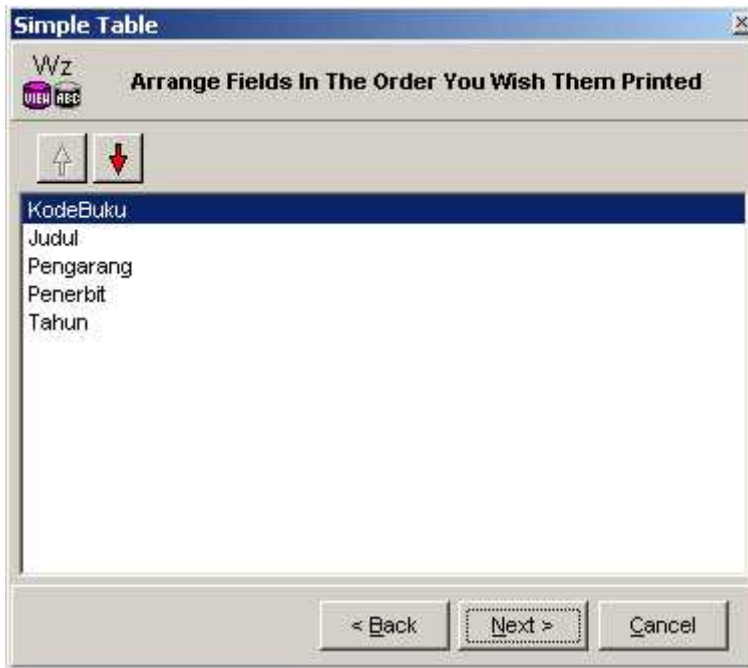 Simple Table
Wz
VIEW ABC
Arrange Fields In The Order You Wish Them Printed
KodeBuku
Judul
Pengarang
Penerbit
Tahun
< Back
Next >
Cancel